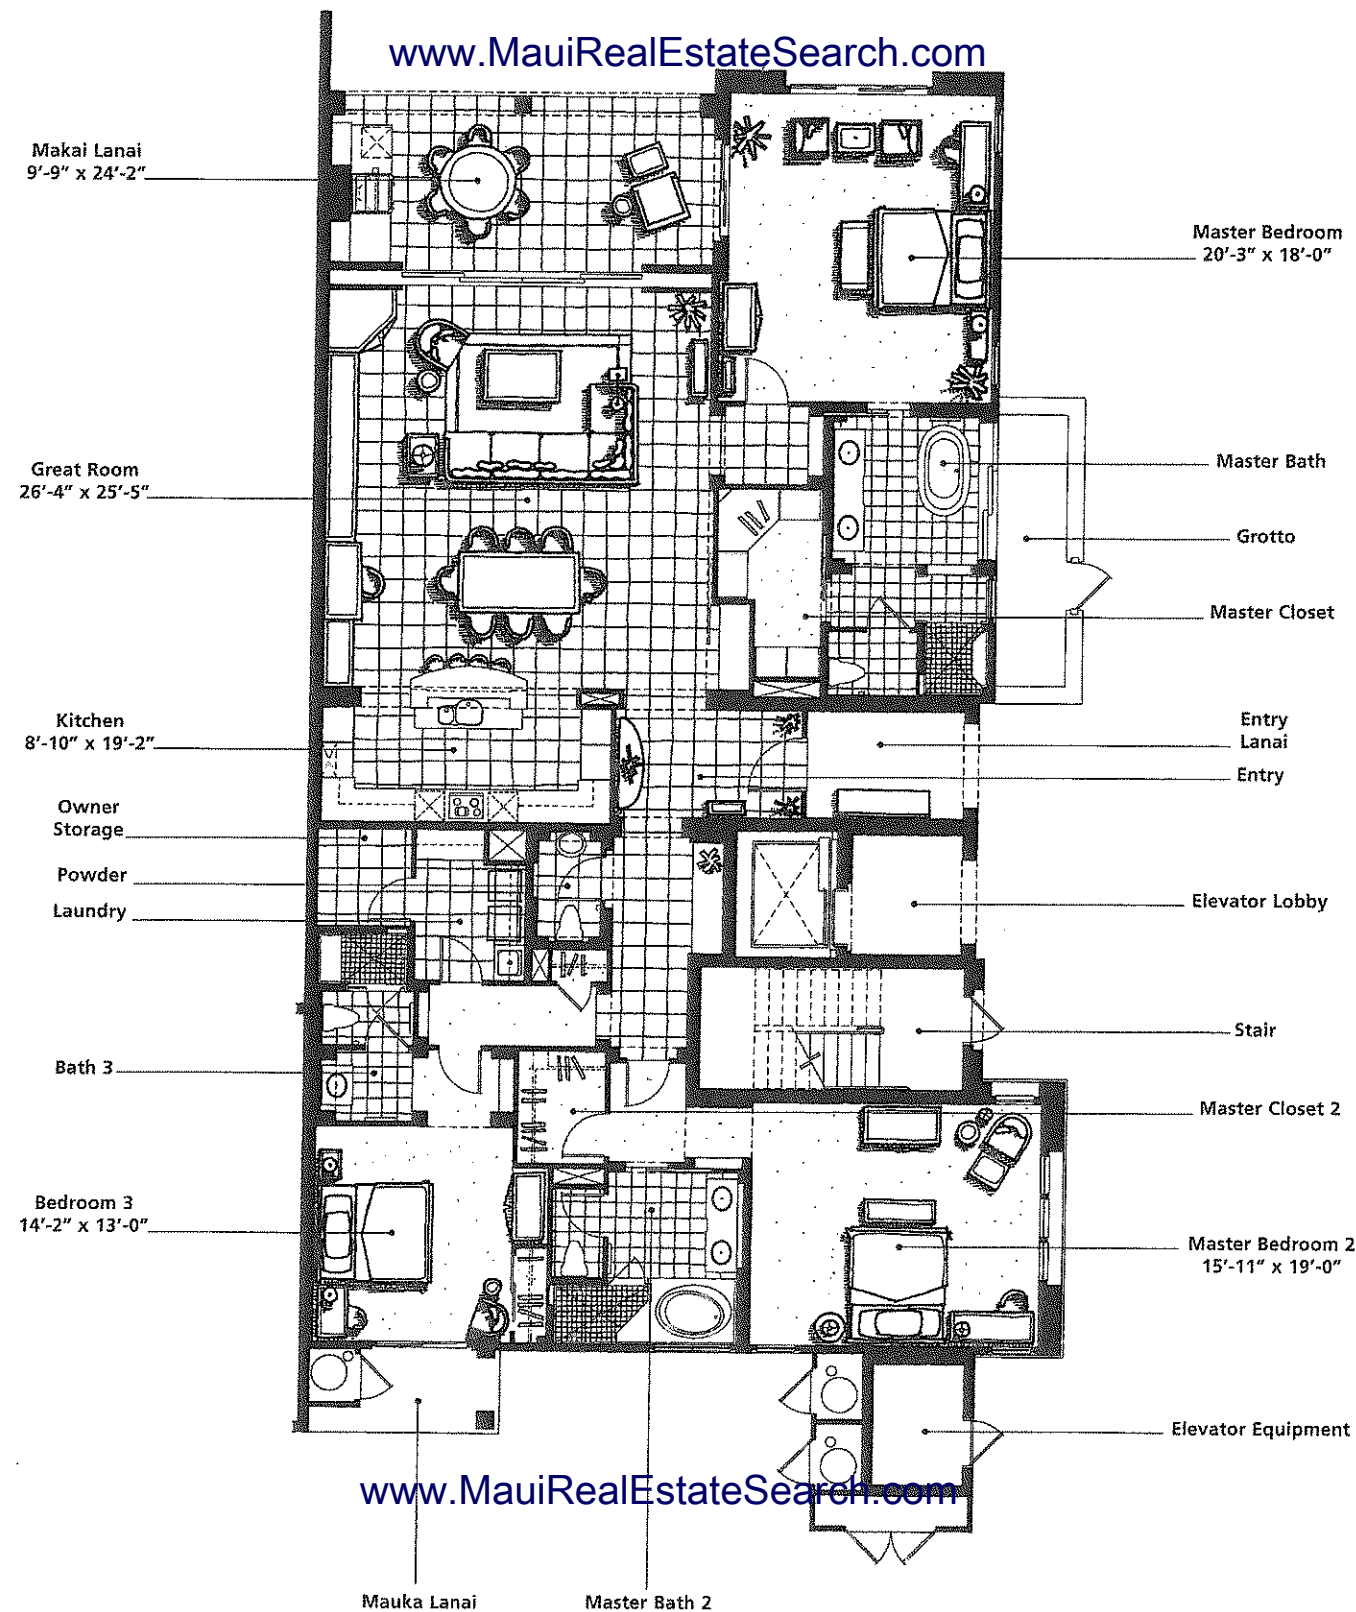 www.MauiRealEstateSearch.com
Makai Lanai
9'-9" x 24'-2"
Master Bedroom
20'-3" x 18'-0"
Great Room
26'-4" x 25'-5"
Master Bath
Grotto
Master Closet
Kitchen
8'-10" x 19'-2"
Entry
Lanai
Entry
Owner
Storage
Powder
Laundry
Elevator Lobby
Stair
Bath 3
Master Closet 2
Bedroom 3
14'-2" x 13'-0"
Master Bedroom 2
15'-11" x 19'-0"
Elevator Equipment
www.MauiRealEstateSearch.com
Mauka Lanai
Master Bath 2